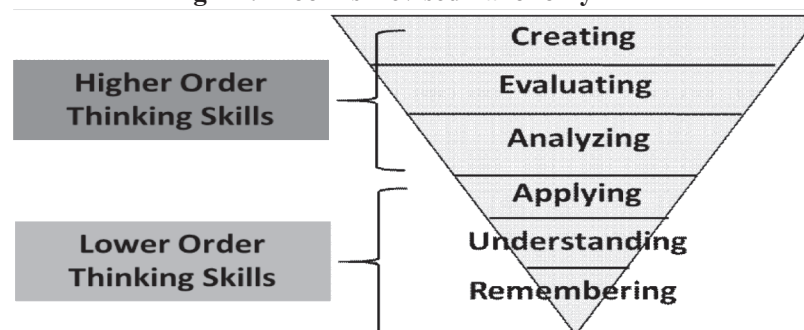 Creating
Evaluating
Analyzing
Applying
Understanding
Remembering
Higher Order
Thinking Skills
Lower Order
Thinking Skills